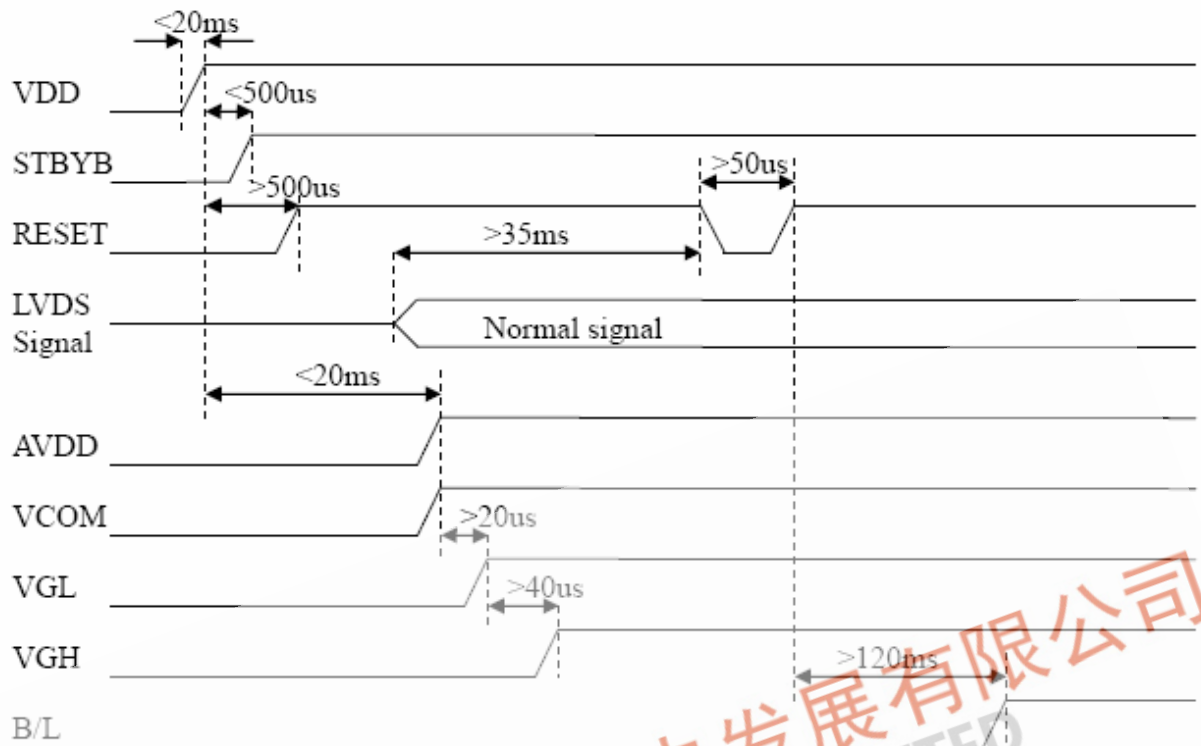 <20ms
VDD
<500us
STBYB
>500us
>50us
RESET
>35ms
LVDS
Signal
Normal signal
<20ms
AVDD
VCOM
>20us
VGL
>40us
VGH
>120ms
B/L
发展有限公司